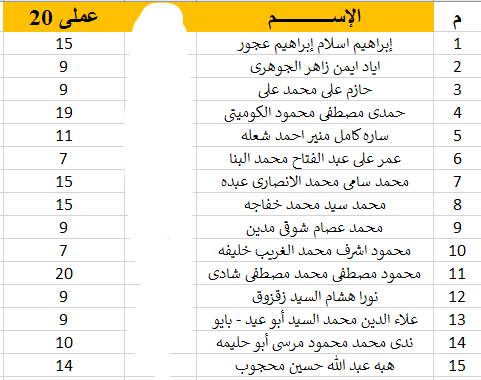 م الإســـــــــم عملى 20
1 إبراهيم اسلام إبراهيم عجور 15
2 اياد ايمن زاهر الجوهرى 9
3 حازم على محمد على 9
4 حمدى مصطفى محمود الكوميتى 19
5 ساره كامل منير احمد شعله 11
6 عمر على عبد الفتاح محمد البنا 7
7 محمد سامى محمد الانصارى عبده 15
8 محمد سيد محمد خفاجه 15
9 محمد عصام شوقى مدين 9
10 محمود اشرف محمد الغريب خليفه 7
11 محمود مصطفى محمد مصطفى شادى 20
12 نورا هشام السيد زقزوق 9
13 علاء الدين محمد السيد أبو عيد - بايو 9
14 ندى محمد محمود مرسى أبو حليمه 10
15 هبه عبد الله حسين محجوب 14